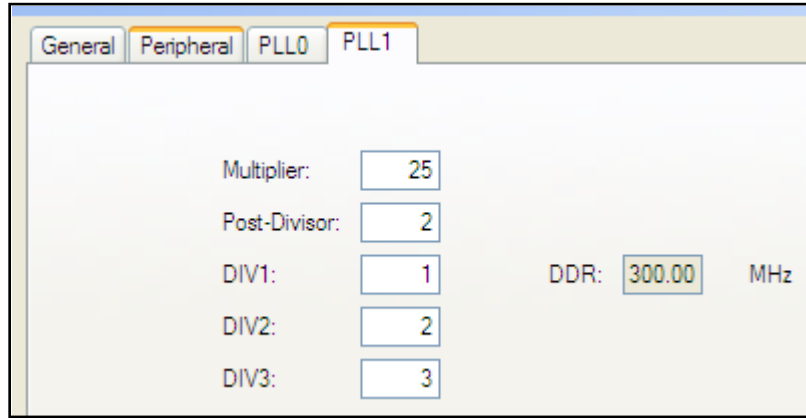 General Peripheral PLL0 PLL1
Multiplier: 25
Post-Divisor: 2
DIV1: 1 DDR: 300.00 MHz
DIV2: 2
DIV3: 3